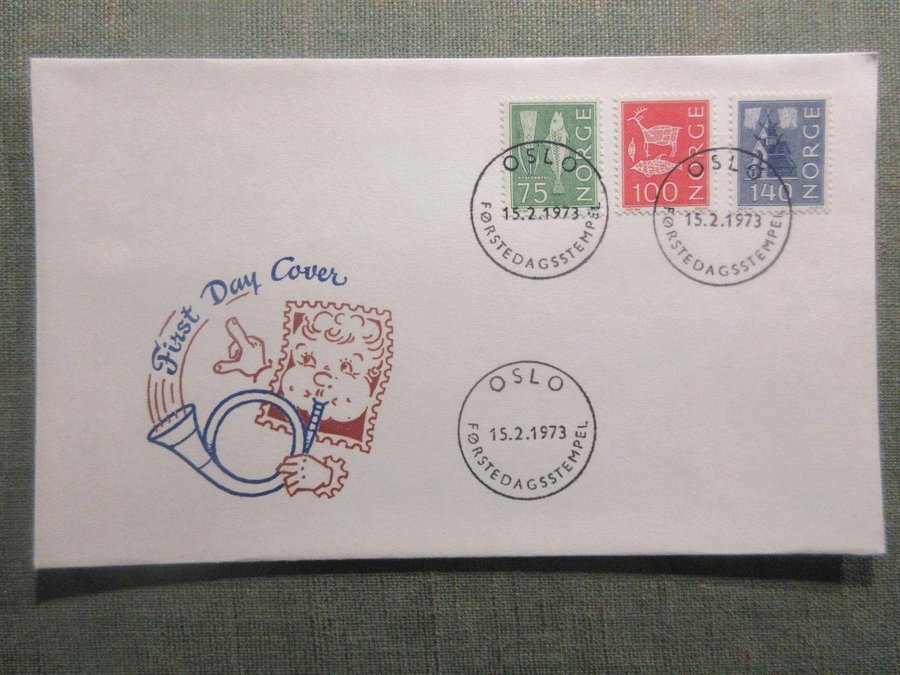 75 NORGE
100 NORGE
140 NORGE
OSLO
15.2.1973
FØRSTEDAGSSTEMPEL
OSLO
15.2.1973
FØRSTEDAGSSTEMPEL
First Day Cover
OSLO
15.2.1973
FØRSTEDAGSSTEMPEL